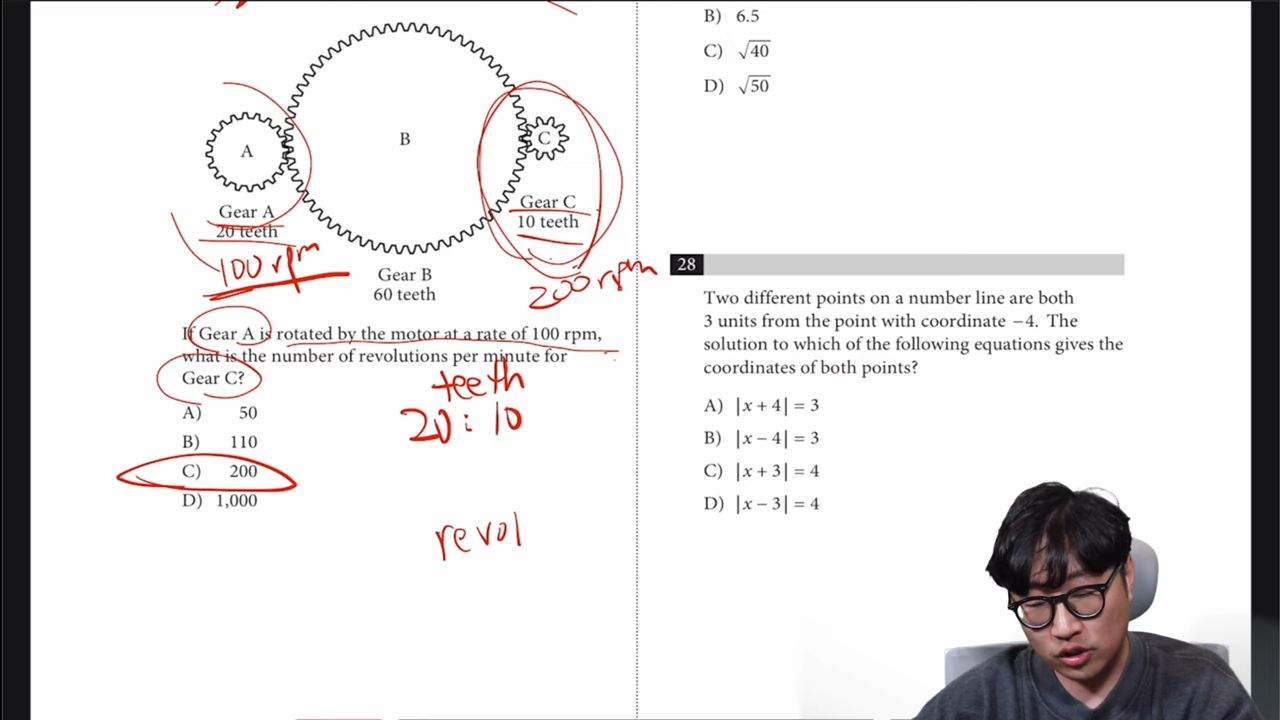 A
B
C
Gear A
20 teeth
100 rpm
Gear C
10 teeth
200 rpm
Gear B
60 teeth
If Gear A is rotated by the motor at a rate of 100 rpm,
what is the number of revolutions per minute for
Gear C?
A) 50
B) 110
C) 200
D) 1,000
teeth
20 : 10
revol
B) 6.5
C) √40
D) √50
28
Two different points on a number line are both
3 units from the point with coordinate −4. The
solution to which of the following equations gives the
coordinates of both points?
A) |x + 4| = 3
B) |x − 4| = 3
C) |x + 3| = 4
D) |x − 3| = 4